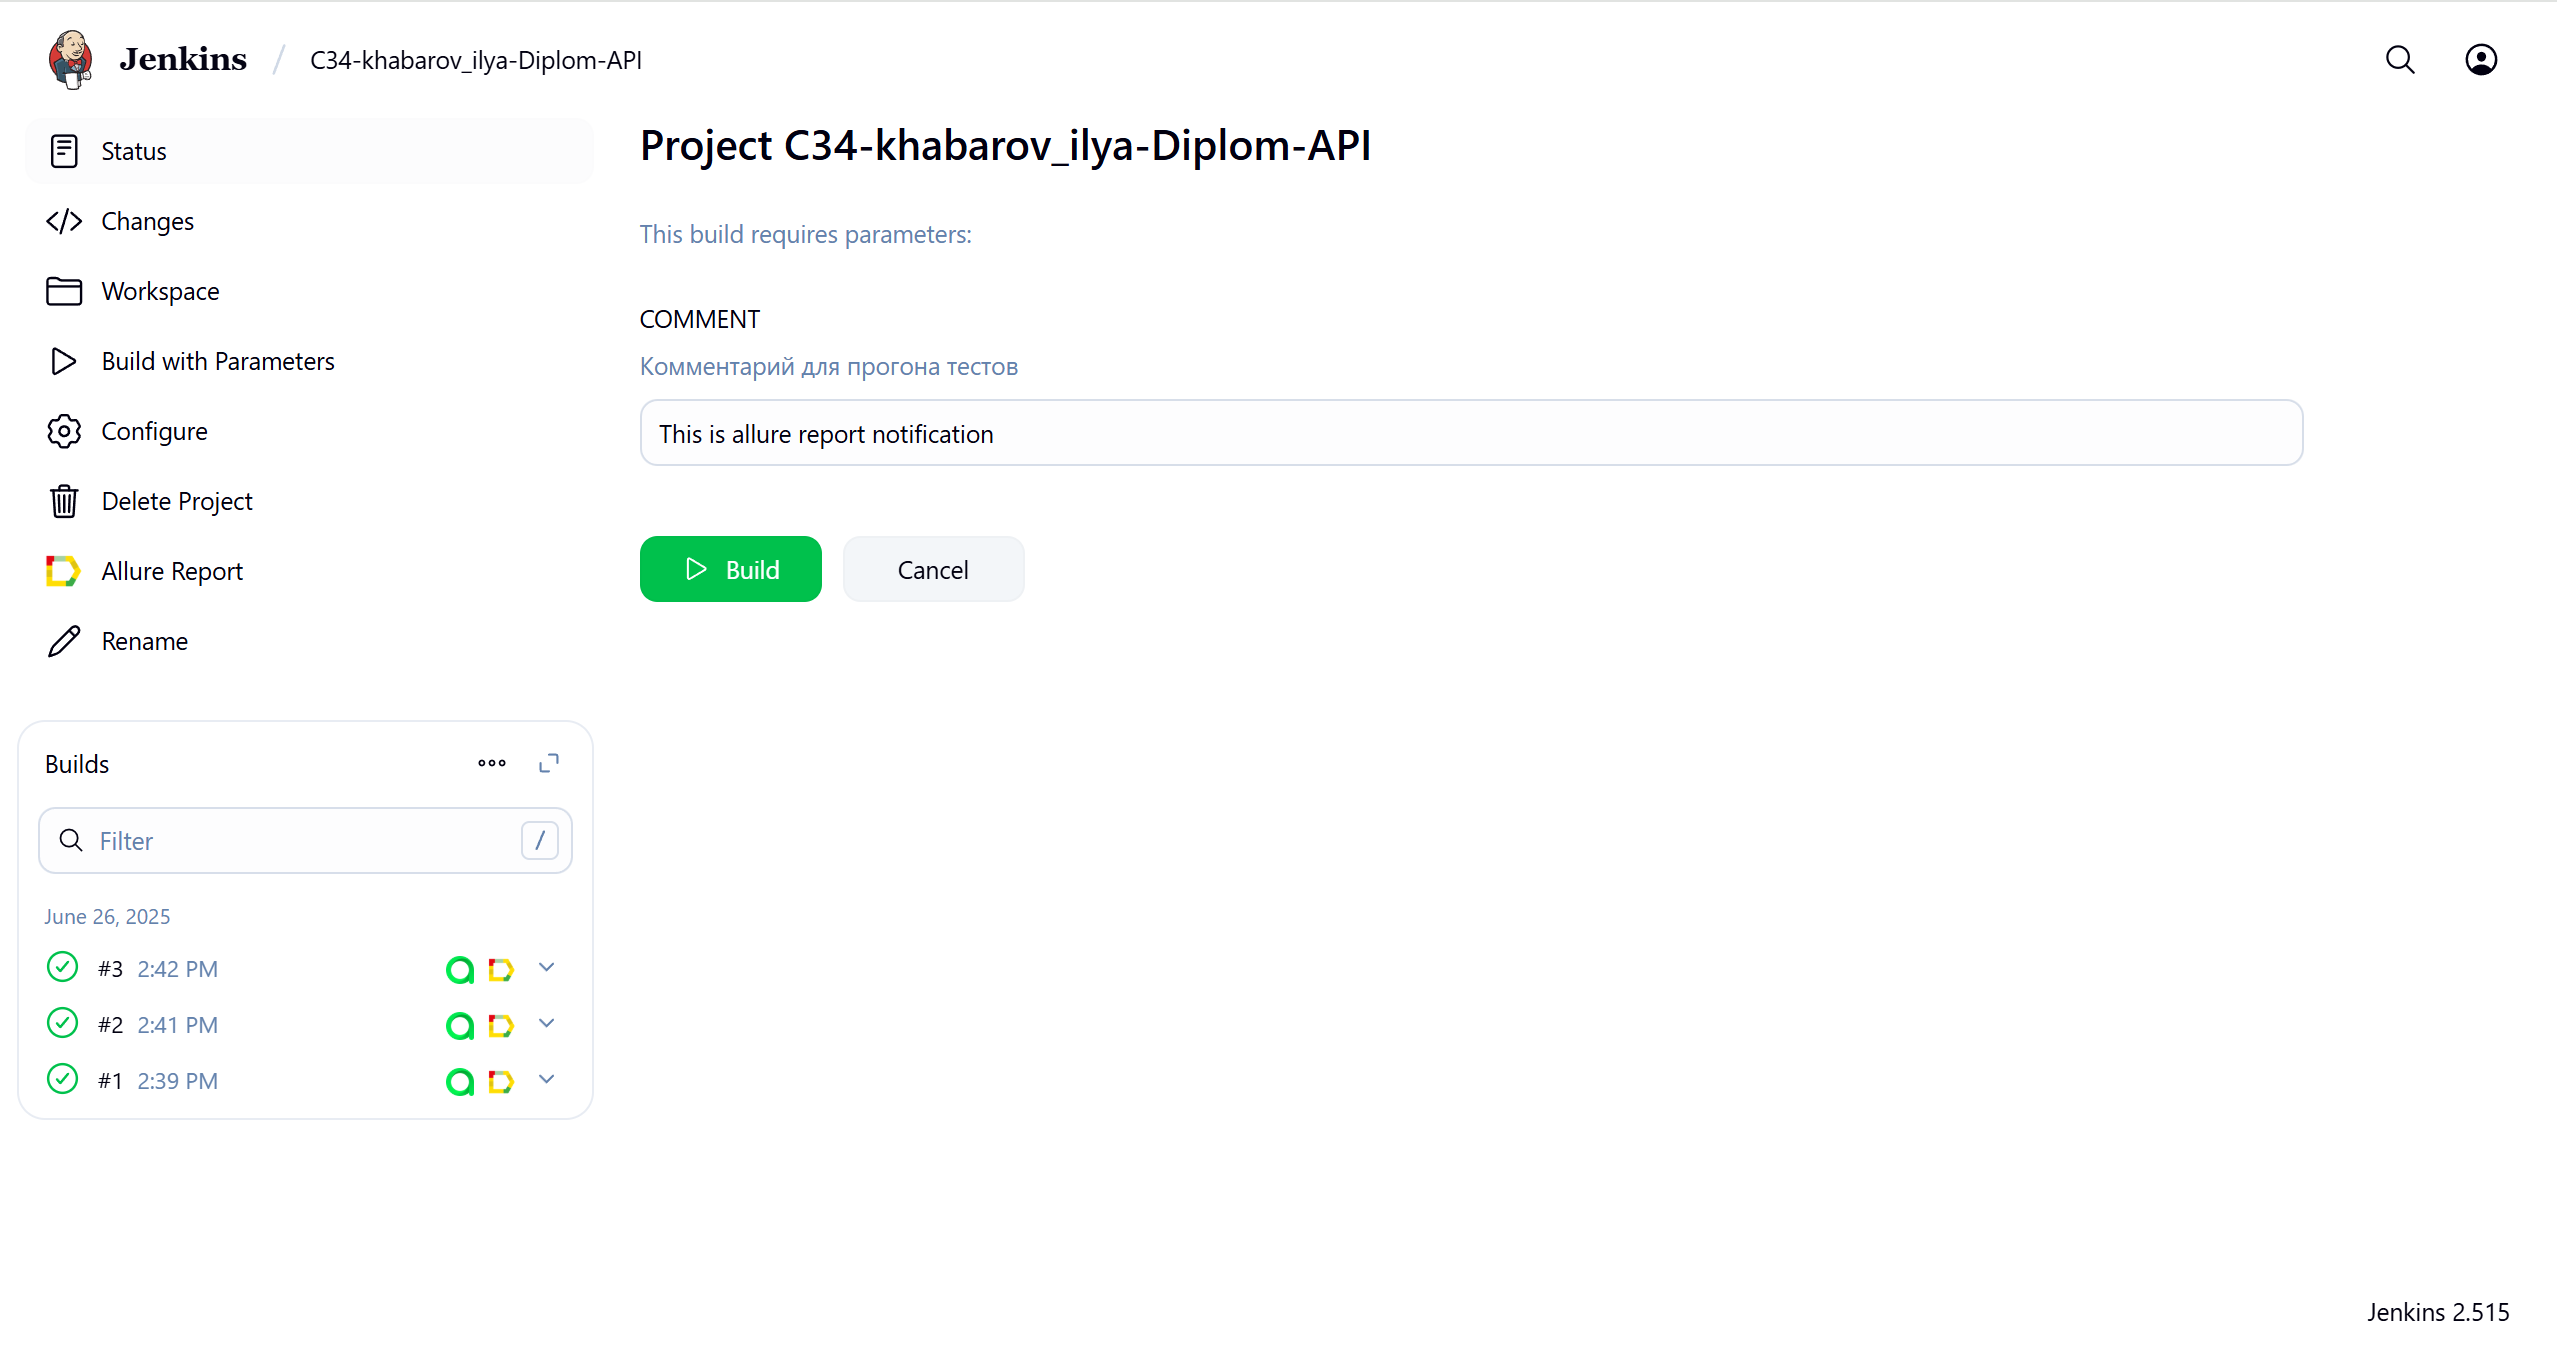 Jenkins / C34-khabarov_ilya-Diplom-API
Status
Changes
Workspace
Build with Parameters
Configure
Delete Project
Allure Report
Rename
Builds
Filter /
June 26, 2025
#3 2:42 PM
#2 2:41 PM
#1 2:39 PM
Project C34-khabarov_ilya-Diplom-API
This build requires parameters:
COMMENT
Комментарий для прогона тестов
This is allure report notification
Build Cancel
Jenkins 2.515